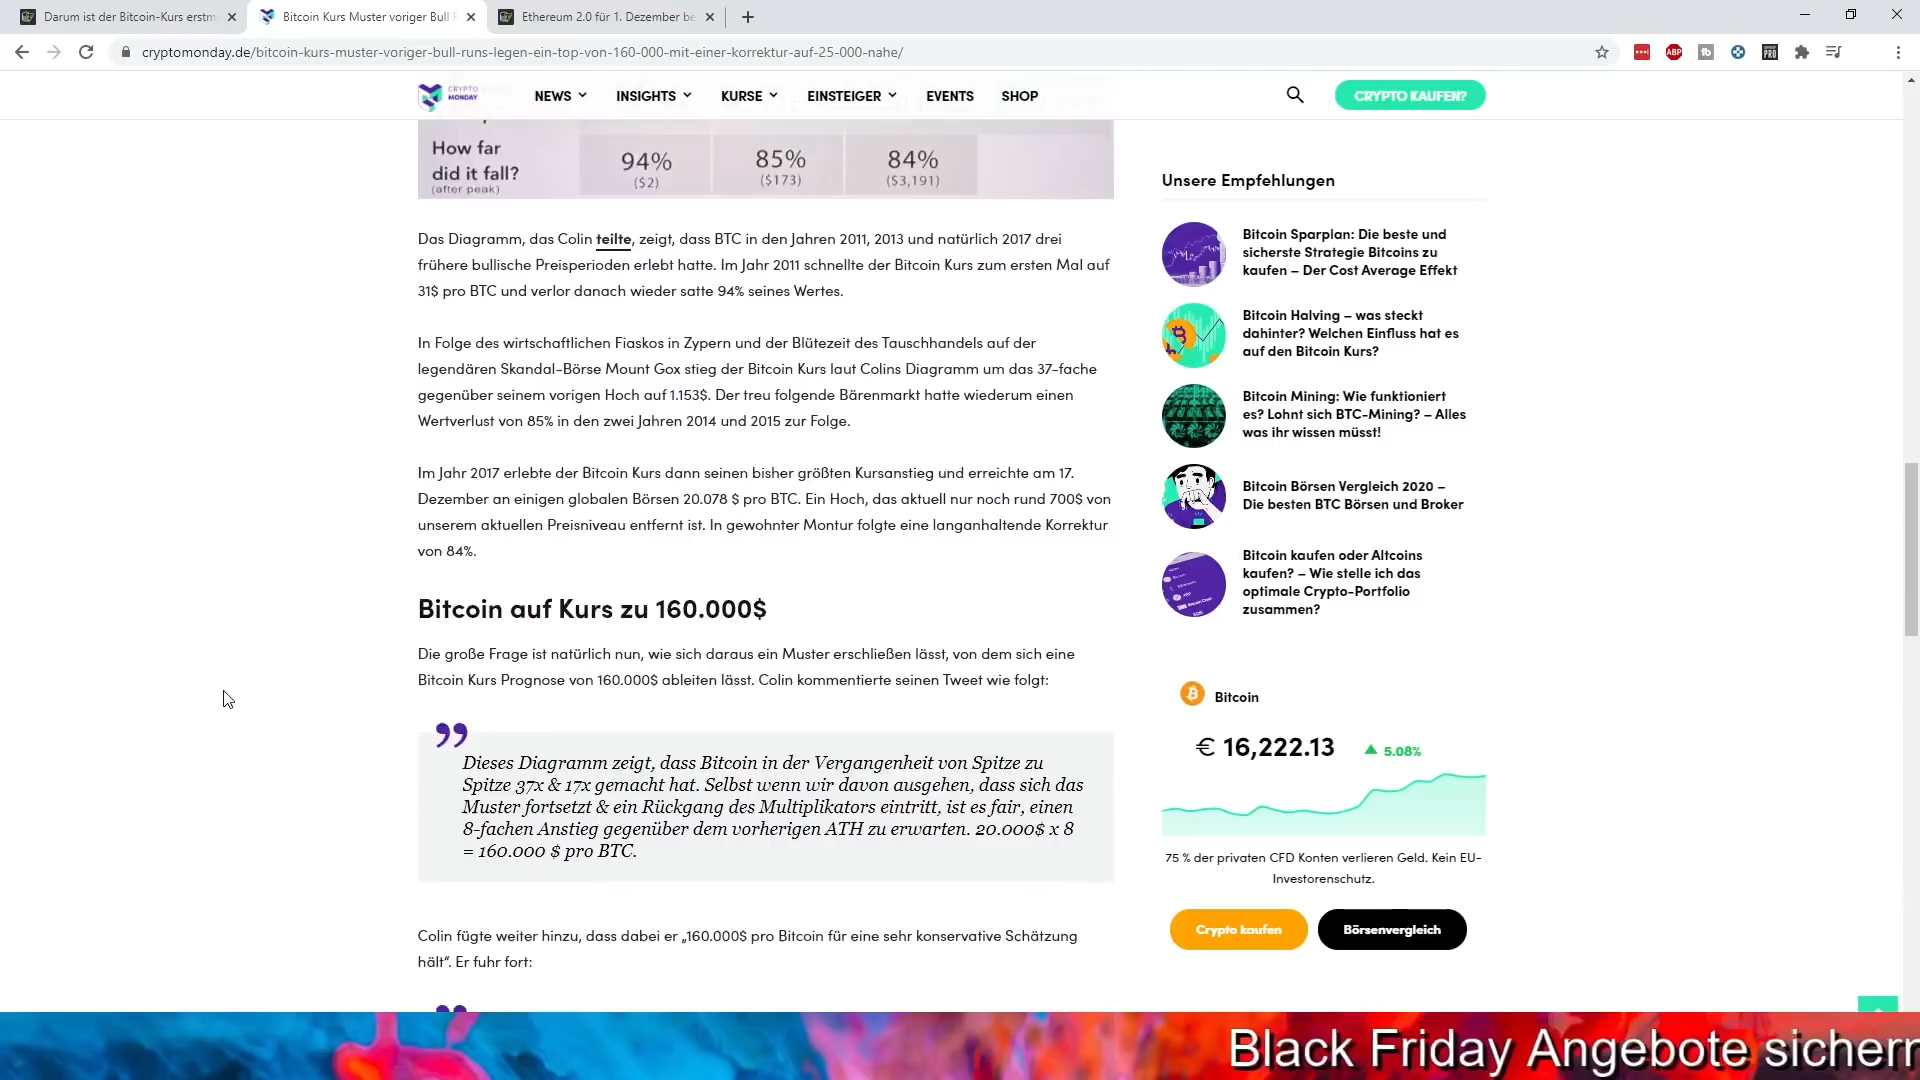 Darum ist der Bitcoin-Kurs erstm
Bitcoin Kurs Muster voriger Bull
Ethereum 2.0 für 1. Dezember be
cryptomonday.de/bitcoin-kurs-muster-voriger-bull-runs-legen-ein-top-von-160-000-mit-einer-korrektur-auf-25-000-nahe/
CRYPTO
MONDAY
NEWS
INSIGHTS
KURSE
EINSTEIGER
EVENTS
SHOP
CRYPTO KAUFEN?
How far
did it fall?
(after peak)
94%
($2)
85%
($173)
84%
($3,191)
Das Diagramm, das Colin teilte, zeigt, dass BTC in den Jahren 2011, 2013 und natürlich 2017 drei
frühere bullische Preisperioden erlebt hatte. Im Jahr 2011 schnellte der Bitcoin Kurs zum ersten Mal auf
31$ pro BTC und verlor danach wieder satte 94% seines Wertes.
In Folge des wirtschaftlichen Fiaskos in Zypern und der Blütezeit des Tauschhandels auf der
legendären Skandal-Börse Mount Gox stieg der Bitcoin Kurs laut Colins Diagramm um das 37-fache
gegenüber seinem vorigen Hoch auf 1.153$. Der treu folgende Bärenmarkt hatte wiederum einen
Wertverlust von 85% in den zwei Jahren 2014 und 2015 zur Folge.
Im Jahr 2017 erlebte der Bitcoin Kurs dann seinen bisher größten Kursanstieg und erreichte am 17.
Dezember an einigen globalen Börsen 20.078 $ pro BTC. Ein Hoch, das aktuell nur noch rund 700$ von
unserem aktuellen Preisniveau entfernt ist. In gewohnter Montur folgte eine langanhaltende Korrektur
von 84%.
Bitcoin auf Kurs zu 160.000$
Die große Frage ist natürlich nun, wie sich daraus ein Muster erschließen lässt, von dem sich eine
Bitcoin Kurs Prognose von 160.000$ ableiten lässt. Colin kommentierte seinen Tweet wie folgt:
”
Dieses Diagramm zeigt, dass Bitcoin in der Vergangenheit von Spitze zu
Spitze 37x & 17x gemacht hat. Selbst wenn wir davon ausgehen, dass sich das
Muster fortsetzt & ein Rückgang des Multiplikators eintritt, ist es fair, einen
8-fachen Anstieg gegenüber dem vorherigen ATH zu erwarten. 20.000$ x 8
= 160.000 $ pro BTC.
Colin fügte weiter hinzu, dass dabei er „160.000$ pro Bitcoin für eine sehr konservative Schätzung
hält“. Er fuhr fort:
Unsere Empfehlungen
Bitcoin Sparplan: Die beste und
sicherste Strategie Bitcoins zu
kaufen – Der Cost Average Effekt
Bitcoin Halving – was steckt
dahinter? Welchen Einfluss hat es
auf den Bitcoin Kurs?
Bitcoin Mining: Wie funktioniert
es? Lohnt sich BTC-Mining? – Alles
was ihr wissen müsst!
Bitcoin Börsen Vergleich 2020 –
Die besten BTC Börsen und Broker
Bitcoin kaufen oder Altcoins
kaufen? – Wie stelle ich das
optimale Crypto-Portfolio
zusammen?
Bitcoin
€ 16,222.13
5.08%
75 % der privaten CFD Konten verlieren Geld. Kein EU-
Investorenschutz.
Crypto kaufen
Börsenvergleich
Black Friday Angebote sichern